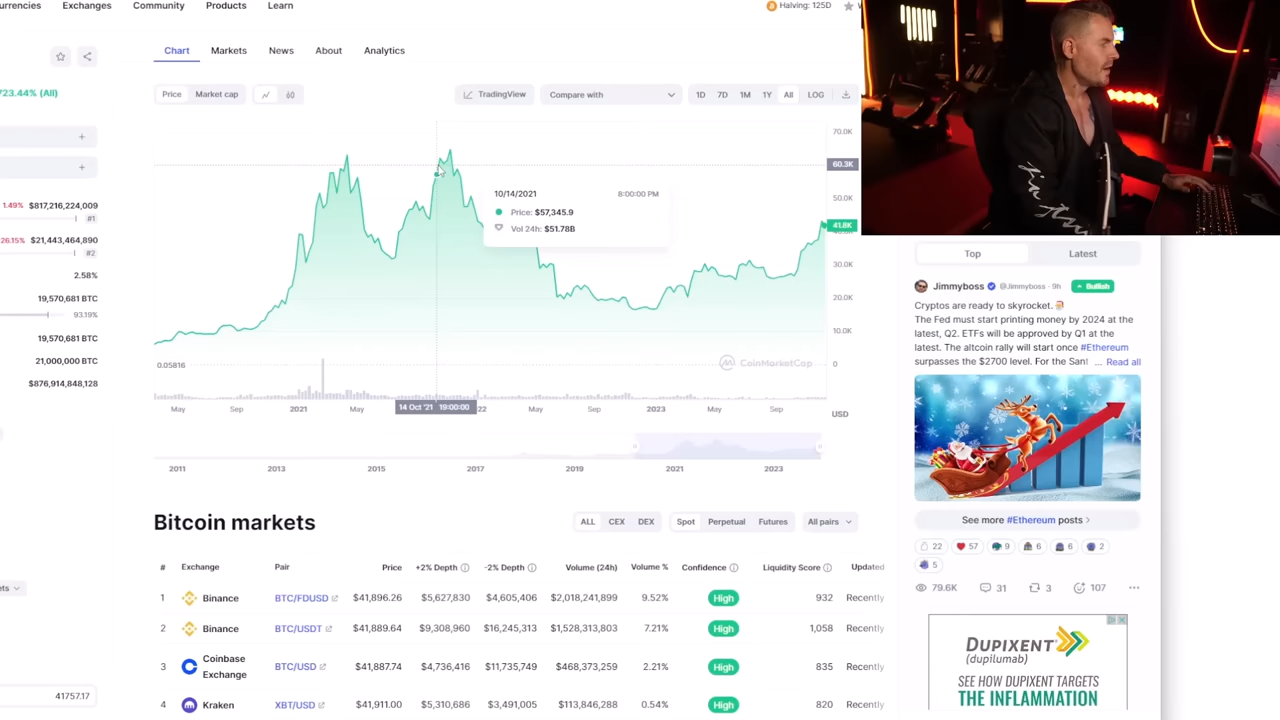 urrencies
Exchanges
Community
Products
Learn
Halving: 125D
W
Chart
Markets
News
About
Analytics
723.44% (All)
Price
Market cap
TradingView
Compare with
1D
7D
1M
1Y
All
LOG
+
+
1.49%
$817,216,224,009
#1
26.15%
$21,443,464,890
#2
2.58%
19,570,681 BTC
93.19%
19,570,681 BTC
21,000,000 BTC
$876,914,848,128
70.0K
60.3K
50.0K
41.8K
30.0K
20.0K
10.0K
0
USD
10/14/2021
8:00:00 PM
Price: $57,345.9
Vol 24h: $51.78B
0.05816
CoinMarketCap
May
Sep
2021
May
14 Oct '21 19:00:00
22
May
Sep
2023
May
Sep
2011
2013
2015
2017
2019
2021
2023
Bitcoin markets
ALL
CEX
DEX
Spot
Perpetual
Futures
All pairs
# Exchange Pair Price +2% Depth -2% Depth Volume (24h) Volume % Confidence Liquidity Score Updated
1 Binance BTC/FDUSD $41,896.26 $5,627,830 $4,605,406 $2,018,241,899 9.52% High 932 Recently
2 Binance BTC/USDT $41,889.64 $9,308,960 $16,245,313 $1,528,313,803 7.21% High 1,058 Recently
3 Coinbase Exchange BTC/USD $41,887.74 $4,736,416 $11,735,749 $468,373,259 2.21% High 835 Recently
4 Kraken XBT/USD $41,911.00 $5,310,686 $3,491,005 $113,846,288 0.54% High 820 Recently
ets
41757.17
Top
Latest
Jimmyboss
@Jimmyboss · 9h
Bullish
Cryptos are ready to skyrocket.
The Fed must start printing money by 2024 at the
latest, Q2. ETFs will be approved by Q1 at the
latest. The altcoin rally will start once #Ethereum
surpasses the $2700 level. For the Sant ... Read all
See more #Ethereum posts >
22
57
9
6
6
2
5
79.6K
31
3
107
DUPIXENT
(dupilumab)
SEE HOW DUPIXENT TARGETS
THE INFLAMMATION